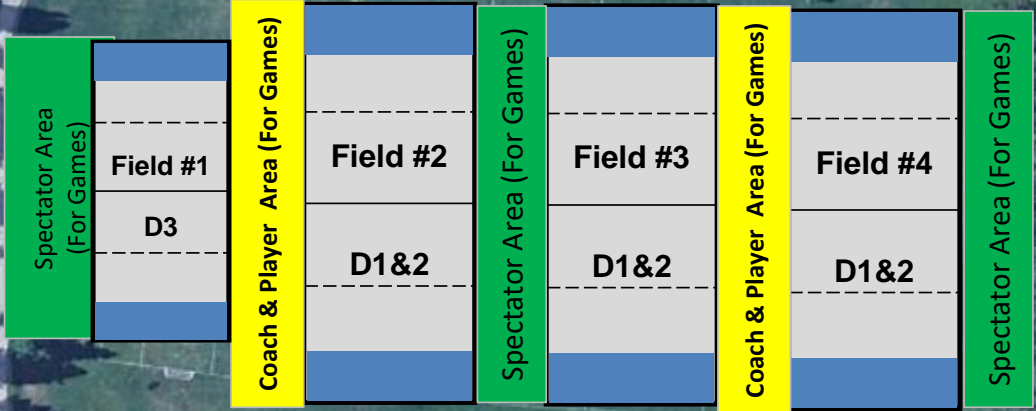 Spectator Area
(For Games)
Field #1
D3
Coach & Player  Area (For Games)
Field #2
D1&2
Spectator Area (For Games)
Field #3
D1&2
Coach & Player  Area (For Games)
Field #4
D1&2
Spectator Area (For Games)